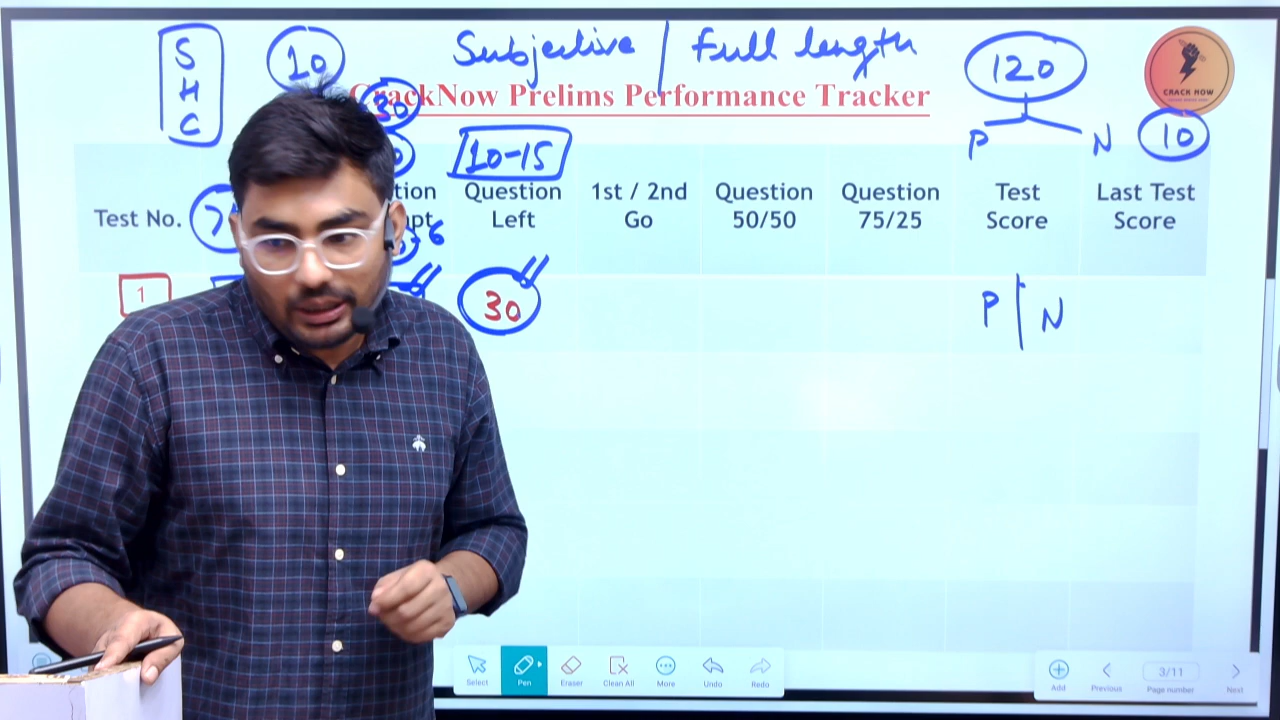 S
H
C
10
Subjective | Full length
120
P N
10
CrackNow Prelims Performance Tracker
CRACK NOW
30
10-15
Test No.
Question Left
1st / 2nd Go
Question 50/50
Question 75/25
Test Score
Last Test Score
6
1
30
P | N
Select
Pen
Eraser
Clean All
More
Undo
Redo
Add
Previous
3/11
Page number
Next